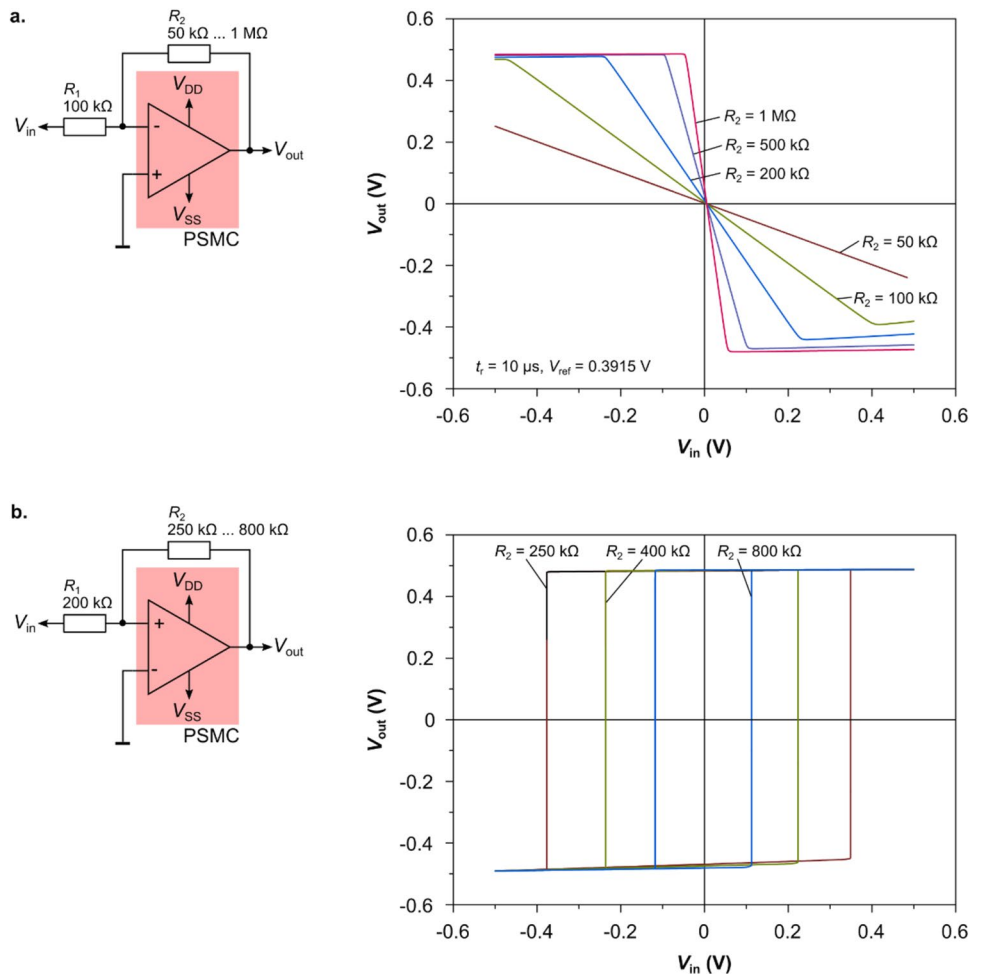 a.
R2
50 kΩ ... 1 MΩ
R1
100 kΩ
VDD
Vin
-
+
Vout
VSS
PSMC
Vout (V)
0.6
0.4
0.2
0
-0.2
-0.4
-0.6
R2 = 1 MΩ
R2 = 500 kΩ
R2 = 200 kΩ
R2 = 50 kΩ
R2 = 100 kΩ
tr = 10 µs, Vref = 0.3915 V
-0.6 -0.4 -0.2 0 0.2 0.4 0.6
Vin (V)
b.
R2
250 kΩ ... 800 kΩ
R1
200 kΩ
VDD
Vin
+
-
Vout
VSS
PSMC
Vout (V)
0.6
0.4
0.2
0
-0.2
-0.4
-0.6
R2 = 250 kΩ R2 = 400 kΩ R2 = 800 kΩ
-0.6 -0.4 -0.2 0 0.2 0.4 0.6
Vin (V)